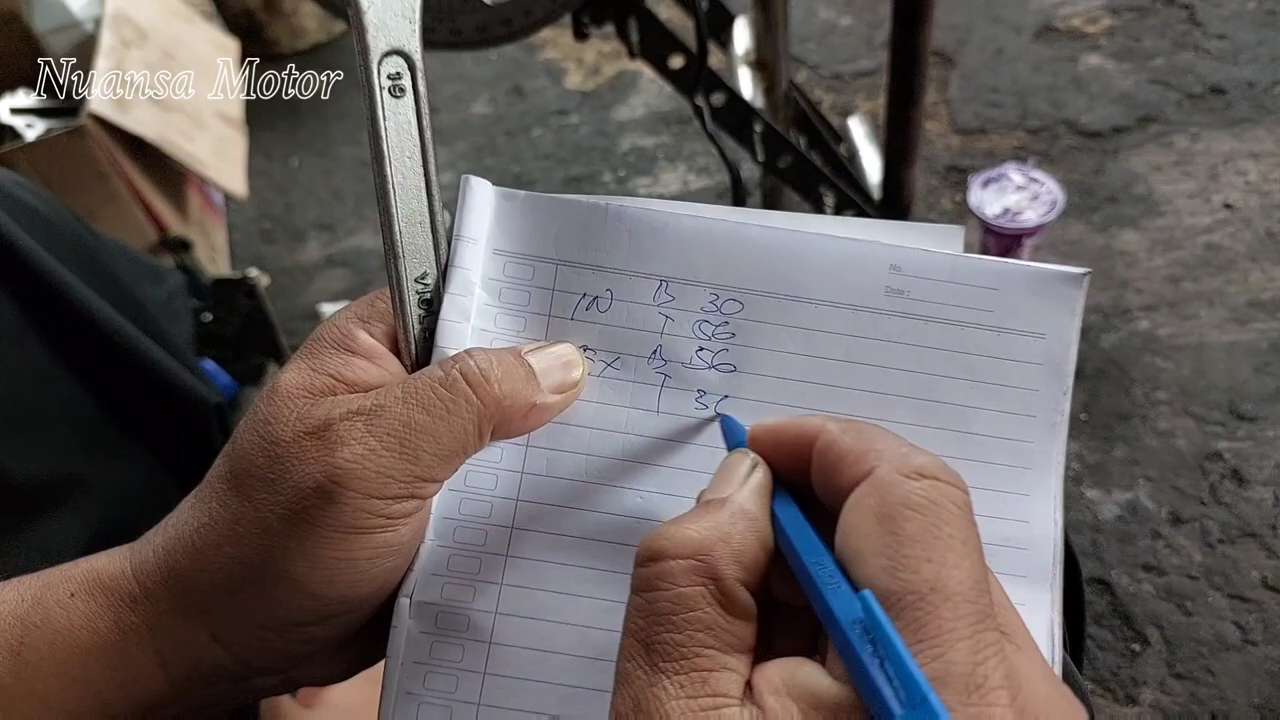 Nuansa Motor
19
No.
Date :
IN B 30
T 56
EX B 56
T 30